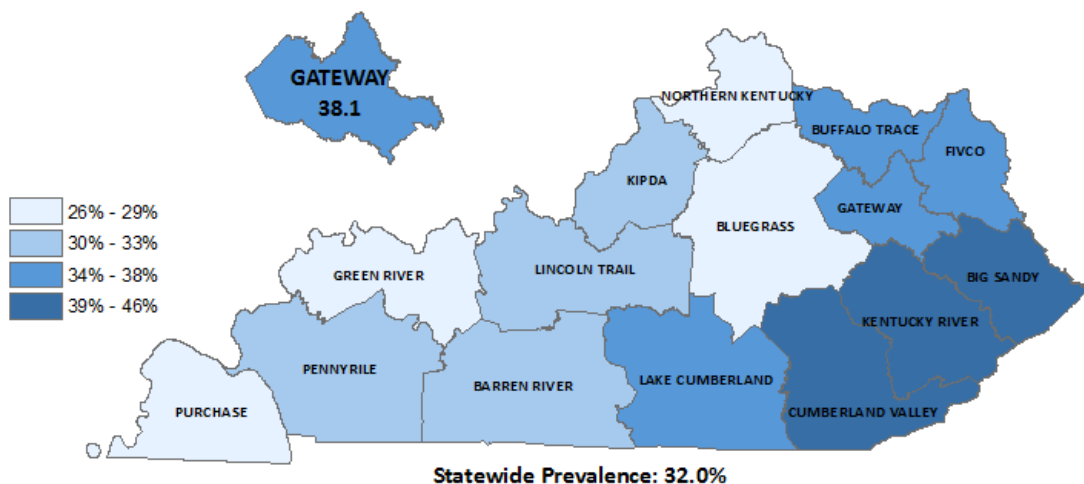 GATEWAY
38.1
NORTHERN KENTUCKY
BUFFALO TRACE
FIVCO
KIPDA
GATEWAY
BLUEGRASS
26% - 29%
30% - 33%
34% - 38%
39% - 46%
GREEN RIVER
LINCOLN TRAIL
BIG SANDY
KENTUCKY RIVER
PENNYRILE
BARREN RIVER
LAKE CUMBERLAND
PURCHASE
CUMBERLAND VALLEY
Statewide Prevalence: 32.0%